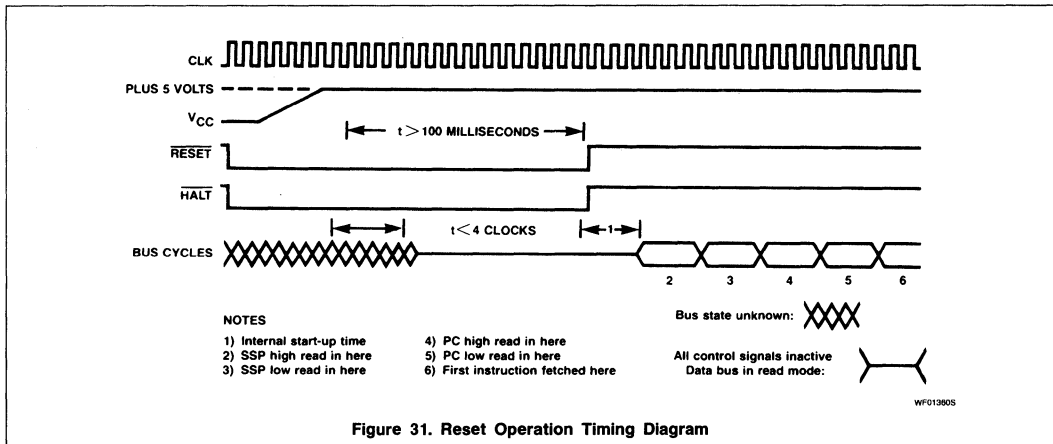 CLK
PLUS 5 VOLTS
VCC
t > 100 MILLISECONDS
RESET
HALT
t < 4 CLOCKS
1
BUS CYCLES
2 3 4 5 6
Bus state unknown:
NOTES
1) Internal start-up time
2) SSP high read in here
3) SSP low read in here
4) PC high read in here
5) PC low read in here
6) First instruction fetched here
All control signals inactive
Data bus in read mode:
WF01360S
Figure 31. Reset Operation Timing Diagram